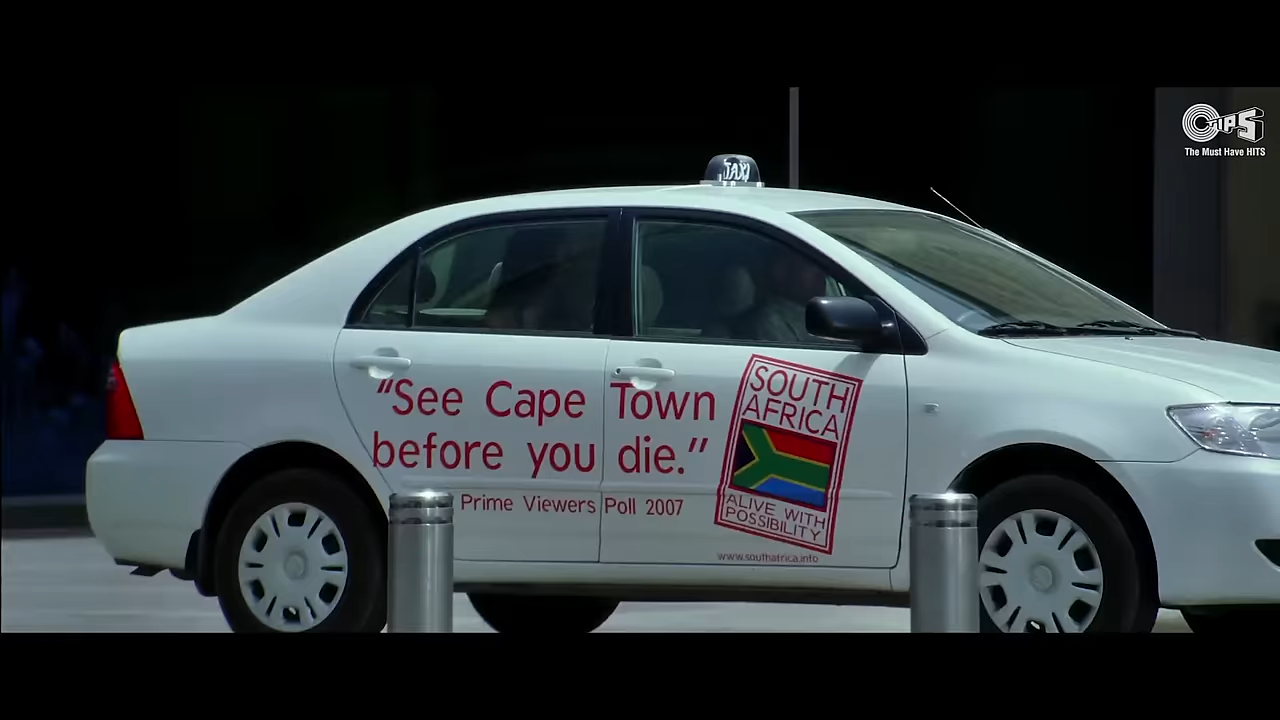 TIPS
The Must Have HITS
TAXI
"See Cape Town
before you die."
Prime Viewers Poll 2007
SOUTH
AFRICA
ALIVE WITH
POSSIBILITY
www.southafrica.info